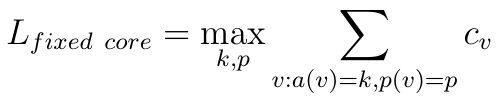 L_{fixed core} = \max_{k,p} \sum_{v:a(v)=k,p(v)=p} c_v